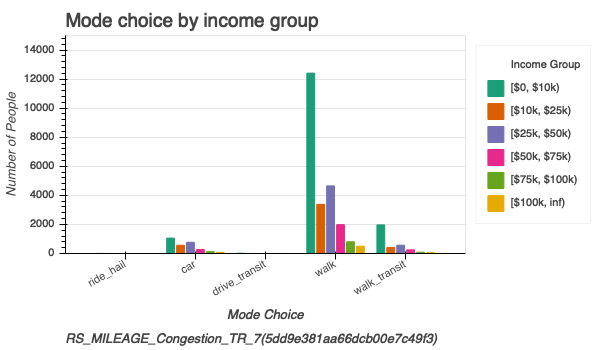 Mode choice by income group
Number of People
14000
12000
10000
8000
6000
4000
2000
0
ride_hail
car
drive_transit
walk
walk_transit
Mode Choice
RS_MILEAGE_Congestion_TR_7(5dd9e381aa66dcb00e7c49f3)
Income Group
[$0, $10k)
[$10k, $25k)
[$25k, $50k)
[$50k, $75k)
[$75k, $100k)
[$100k, inf)